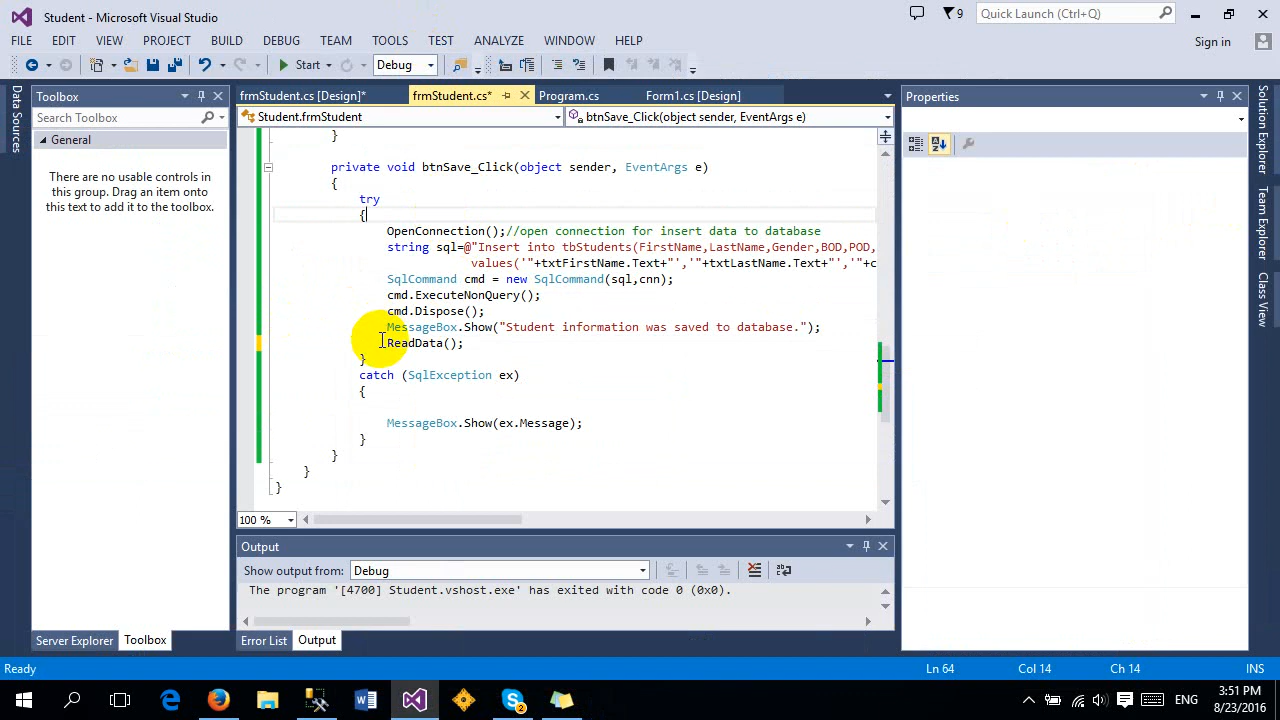 Student - Microsoft Visual Studio
9
Quick Launch (Ctrl+Q)
FILE EDIT VIEW PROJECT BUILD DEBUG TEAM TOOLS TEST ANALYZE WINDOW HELP
Sign in
Start
Debug
Data Sources
Toolbox
Search Toolbox
General
There are no usable controls in
this group. Drag an item onto
this text to add it to the toolbox.
Server Explorer Toolbox
frmStudent.cs [Design]* frmStudent.cs* Program.cs Form1.cs [Design]
Student.frmStudent btnSave_Click(object sender, EventArgs e)
}
private void btnSave_Click(object sender, EventArgs e)
{
try
{
OpenConnection();//open connection for insert data to database
string sql=@"Insert into tbStudents(FirstName,LastName,Gender,BOD,POD,
values('"+txtFirstName.Text+"','"+txtLastName.Text+"','"+c
SqlCommand cmd = new SqlCommand(sql,cnn);
cmd.ExecuteNonQuery();
cmd.Dispose();
MessageBox.Show("Student information was saved to database.");
ReadData();
}
catch (SqlException ex)
{
MessageBox.Show(ex.Message);
}
}
}
}
100 %
Output
Show output from: Debug
The program '[4700] Student.vshost.exe' has exited with code 0 (0x0).
Error List Output
Properties
Solution Explorer
Team Explorer
Class View
Ready
Ln 64 Col 14 Ch 14 INS
2
ENG
3:51 PM
8/23/2016